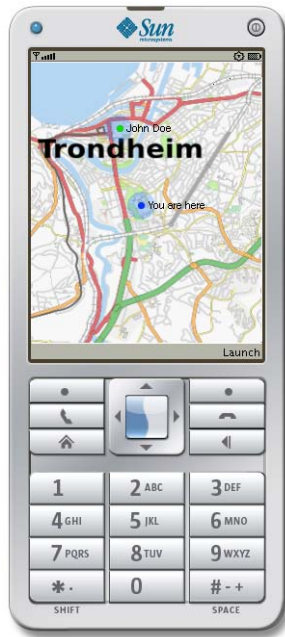 Sun
microsystems
John Doe
Trondheim
You are here
Launch
1
2 ABC
3 DEF
4 GHI
5 JKL
6 MNO
7 PQRS
8 TUV
9 WXYZ
* .
0
# - +
SHIFT
SPACE